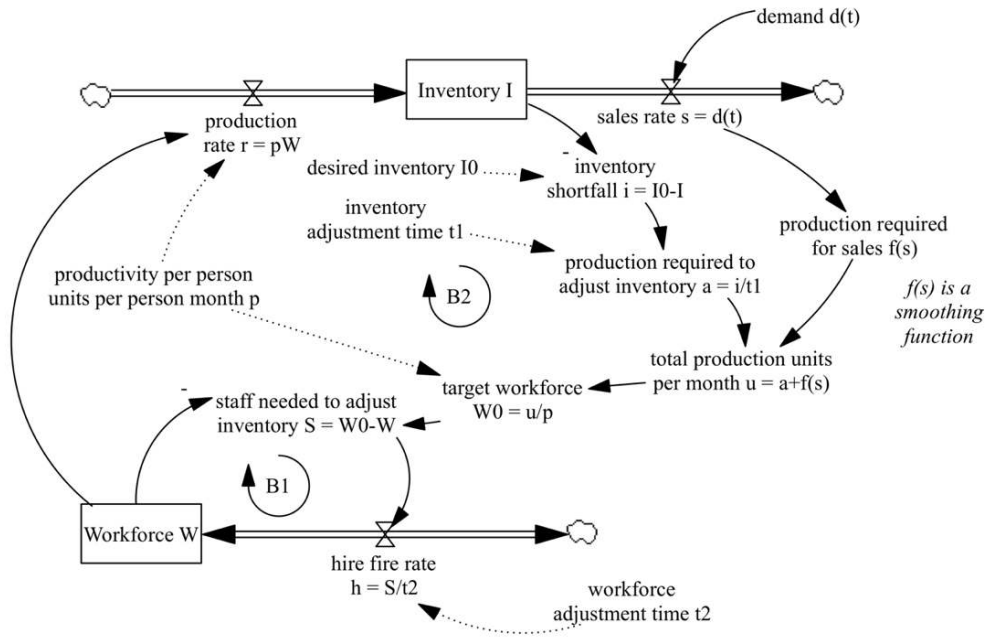 demand d(t)
Inventory I
production
rate r = pW
sales rate s = d(t)
desired inventory I0
-
inventory
shortfall i = I0-I
inventory
adjustment time t1
production required
for sales f(s)
productivity per person
units per person month p
B2
production required to
adjust inventory a = i/t1
f(s) is a
smoothing
function
total production units
per month u = a+f(s)
target workforce
W0 = u/p
-
staff needed to adjust
inventory S = W0-W
B1
Workforce W
hire fire rate
h = S/t2
workforce
adjustment time t2